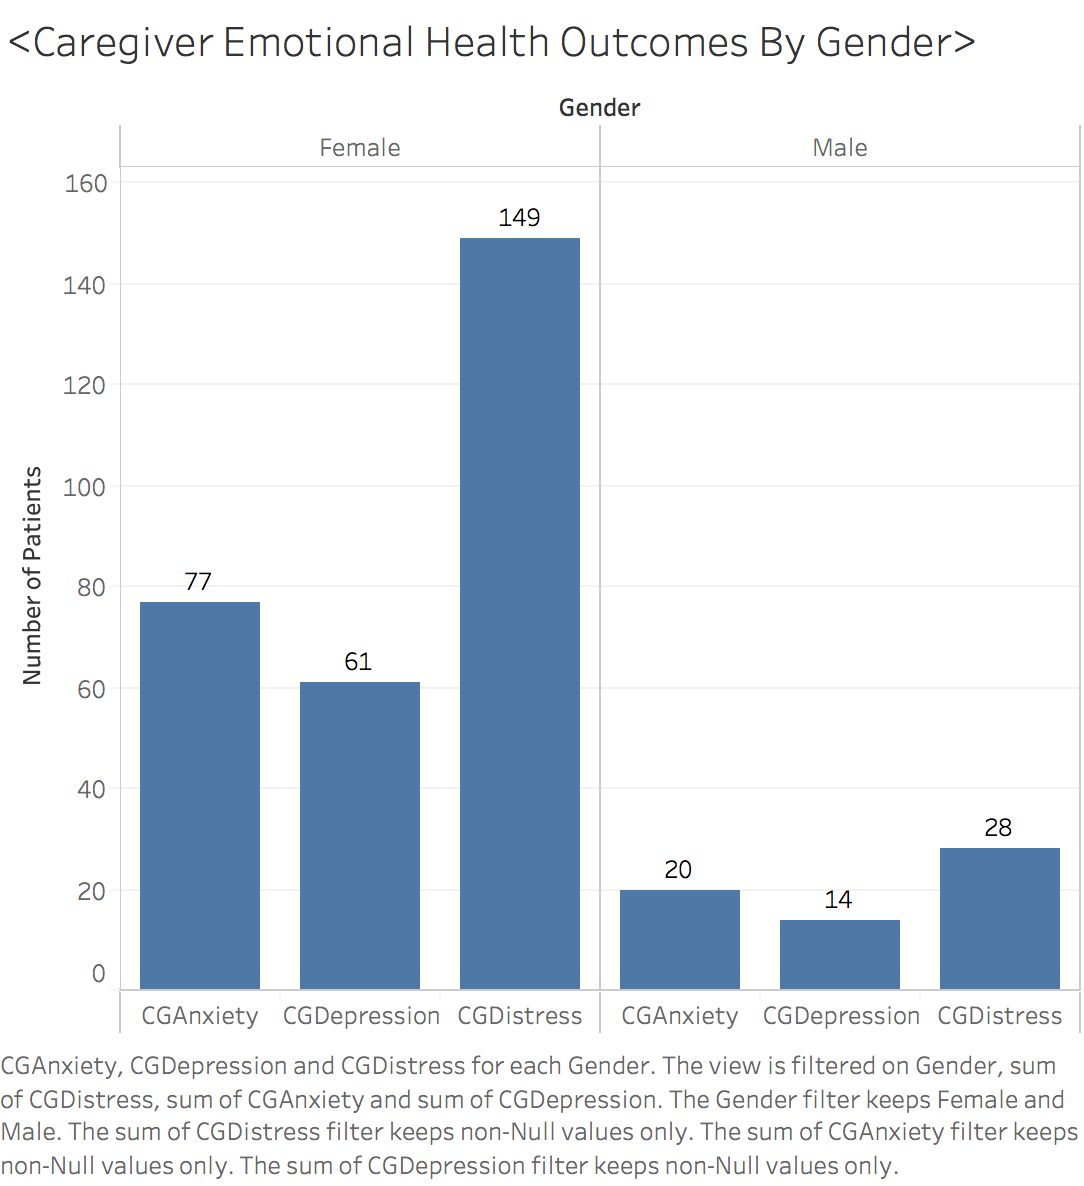 <Caregiver Emotional Health Outcomes By Gender>
Gender
Female
Male
Number of Patients
160
140
120
100
80
60
40
20
0
77
61
149
20
14
28
CGAnxiety
CGDepression
CGDistress
CGAnxiety
CGDepression
CGDistress
CGAnxiety, CGDepression and CGDistress for each Gender. The view is filtered on Gender, sum
of CGDistress, sum of CGAnxiety and sum of CGDepression. The Gender filter keeps Female and
Male. The sum of CGDistress filter keeps non-Null values only. The sum of CGAnxiety filter keeps
non-Null values only. The sum of CGDepression filter keeps non-Null values only.